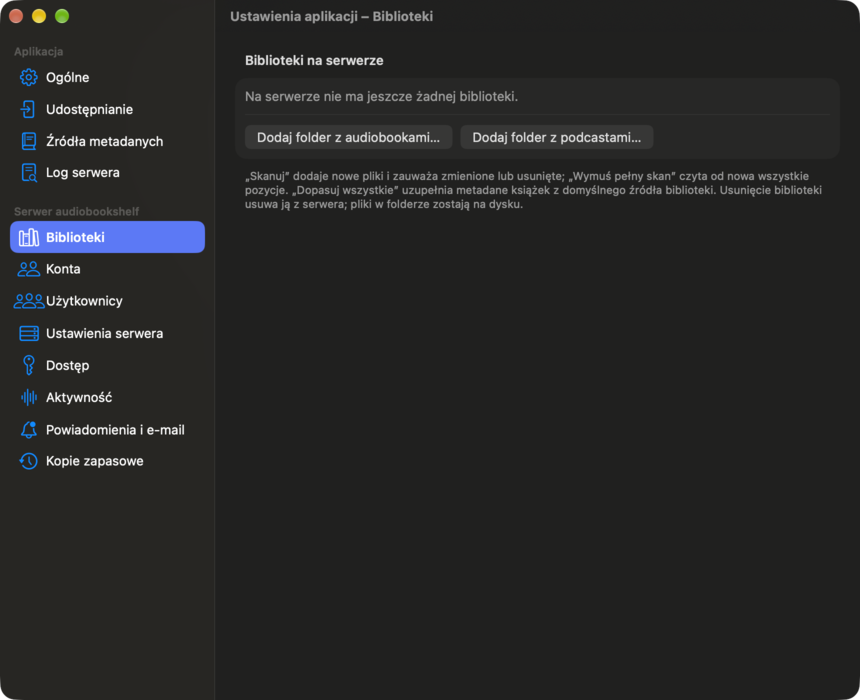 Ustawienia aplikacji – Biblioteki
Aplikacja
Ogólne
Udostępnianie
Źródła metadanych
Log serwera
Serwer audiobookshelf
Biblioteki
Konta
Użytkownicy
Ustawienia serwera
Dostęp
Aktywność
Powiadomienia i e-mail
Kopie zapasowe
Biblioteki na serwerze
Na serwerze nie ma jeszcze żadnej biblioteki.
Dodaj folder z audiobookami...
Dodaj folder z podcastami...
„Skanuj” dodaje nowe pliki i zauważa zmienione lub usunięte; „Wymuś pełny skan” czyta od nowa wszystkie
pozycje. „Dopasuj wszystkie” uzupełnia metadane książek z domyślnego źródła biblioteki. Usunięcie biblioteki
usuwa ją z serwera; pliki w folderze zostają na dysku.